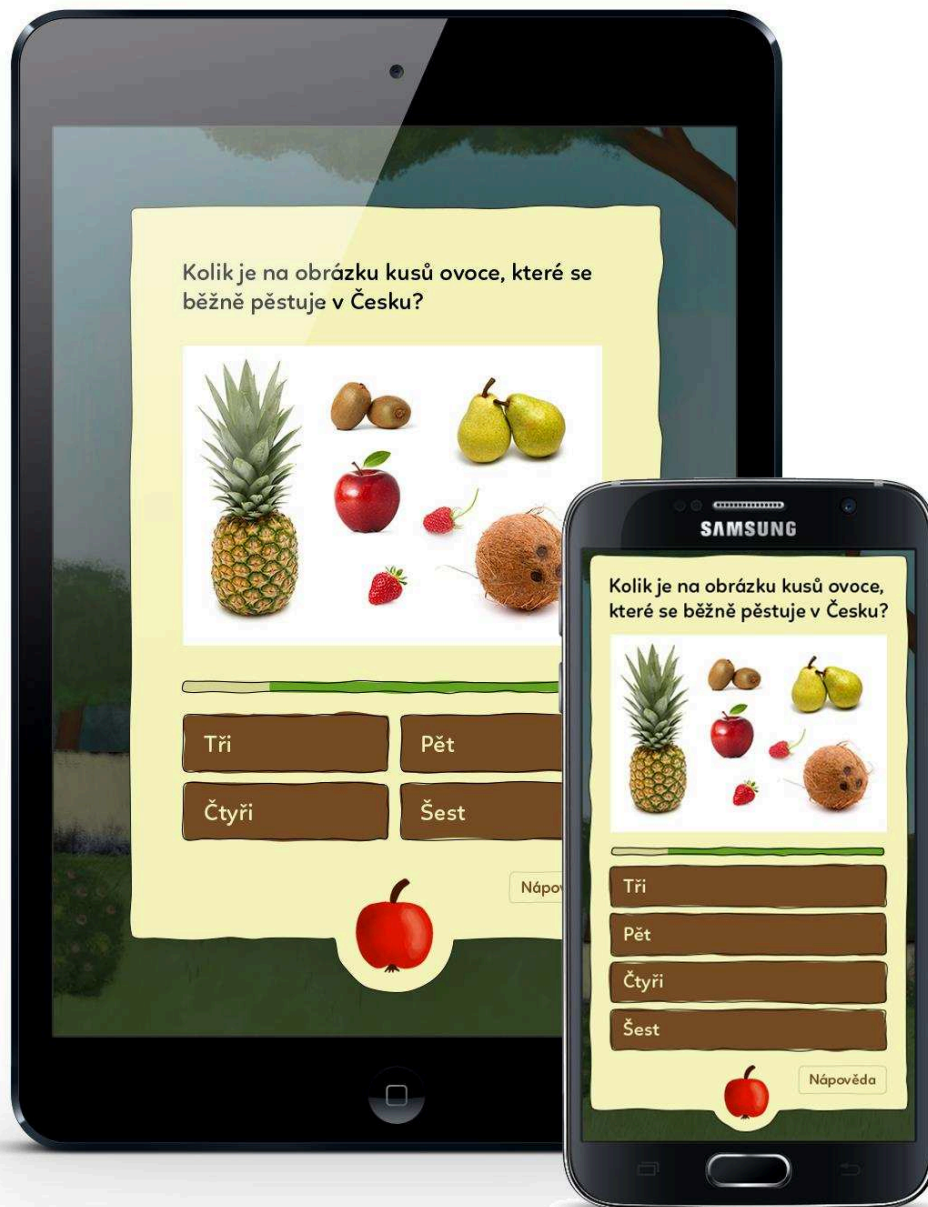 Kolik je na obrázku kusů ovoce, které se
běžně pěstuje v Česku?
Tři
Pět
Čtyři
Šest
Nápov
SAMSUNG
Kolik je na obrázku kusů ovoce,
které se běžně pěstuje v Česku?
Tři
Pět
Čtyři
Šest
Nápověda